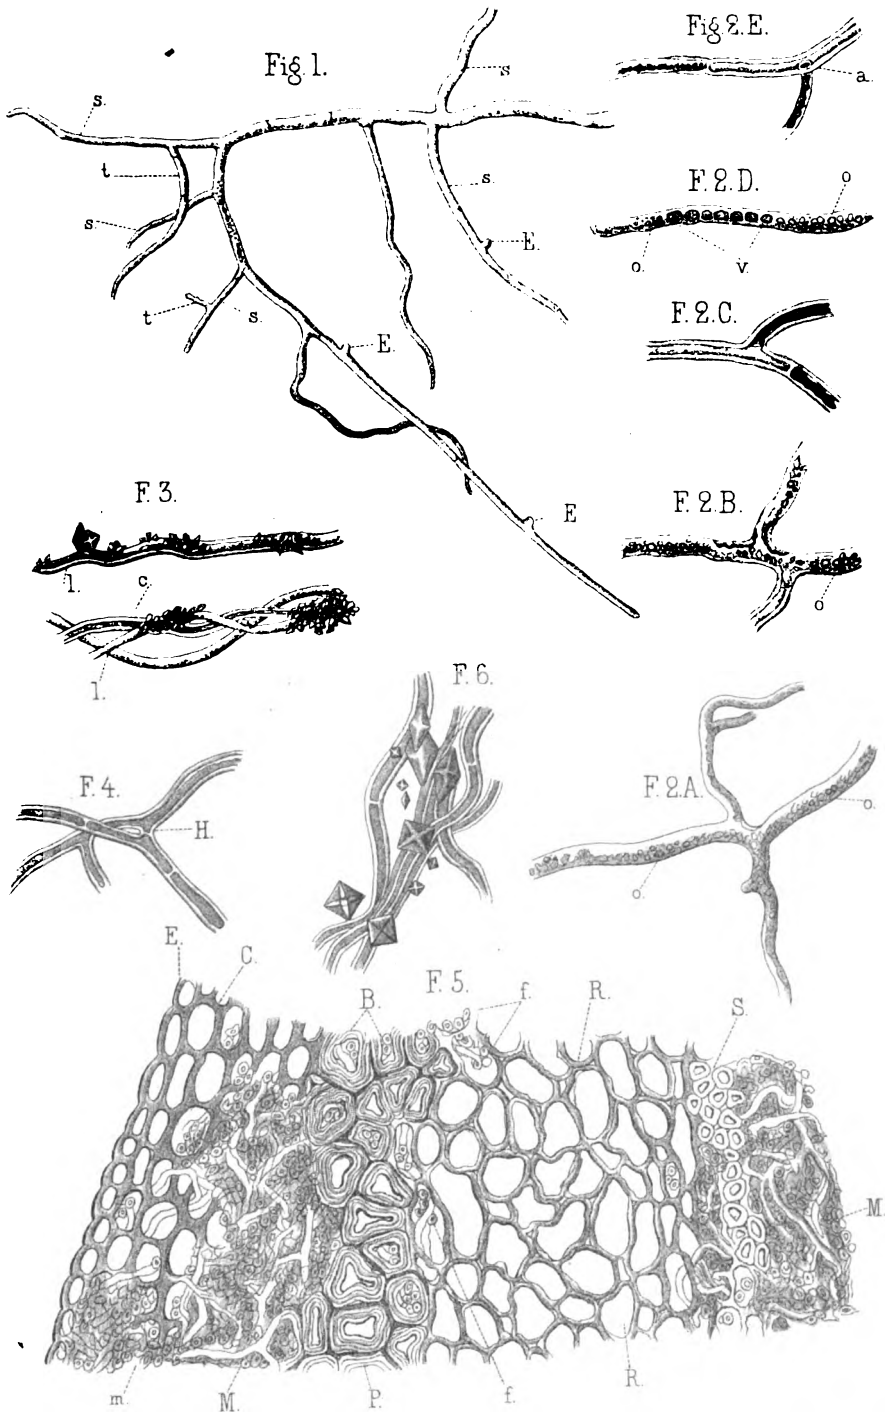 Fig. 1.
s.
s.
t
s.
t
s.
s.
E.
E.
E
Fig. 2. E.
a.
F. 2. D.
o
o.
v.
F. 2. C.
F. 2. B.
o
F. 3.
l.
c.
l.
F. 4.
H.
F. 6.
F. 2. A.
o.
o.
F. 5.
E.
C.
B.
f.
R.
S.
M.
m.
M.
P.
f.
R.